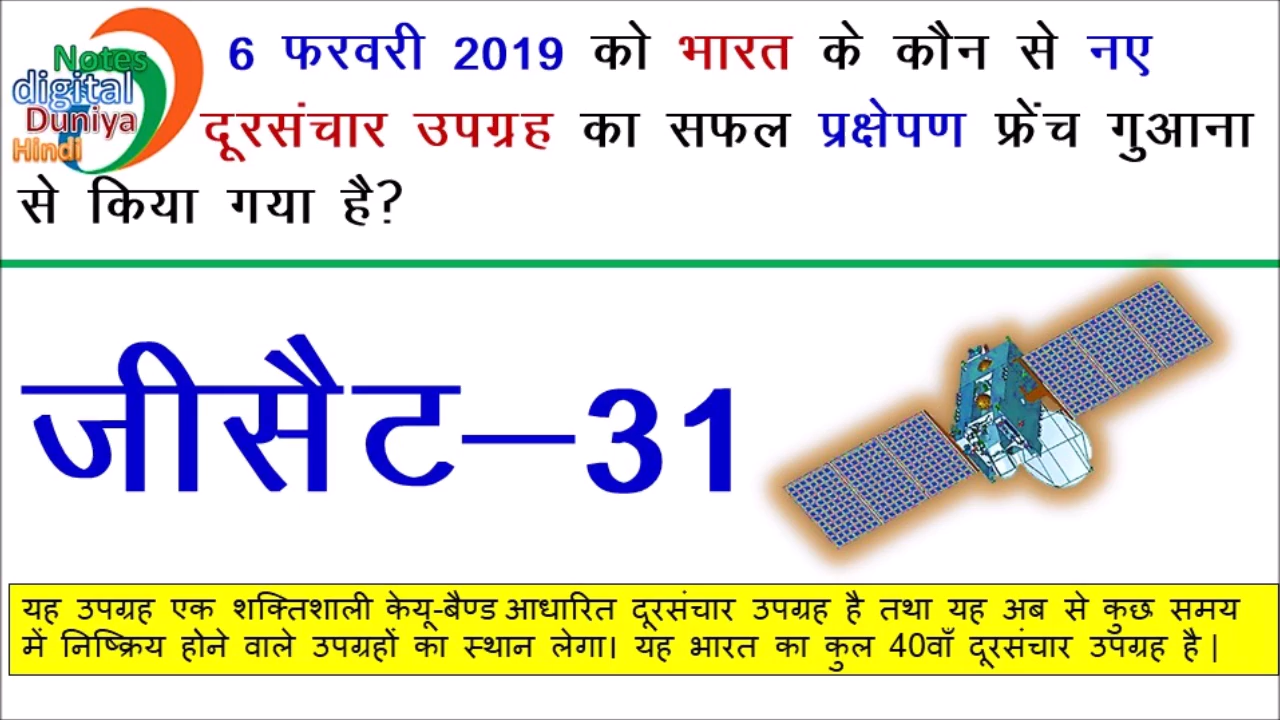 Notes
digital
Duniya
Hindi
6 फरवरी 2019 को भारत के कौन से नए
दूरसंचार उपग्रह का सफल प्रक्षेपण फ्रेंच गुआना
से किया गया है?
जीसैट–31
यह उपग्रह एक शक्तिशाली केयू-बैण्ड आधारित दूरसंचार उपग्रह है तथा यह अब से कुछ समय
में निष्क्रिय होने वाले उपग्रहों का स्थान लेगा। यह भारत का कुल 40वाँ दूरसंचार उपग्रह है |